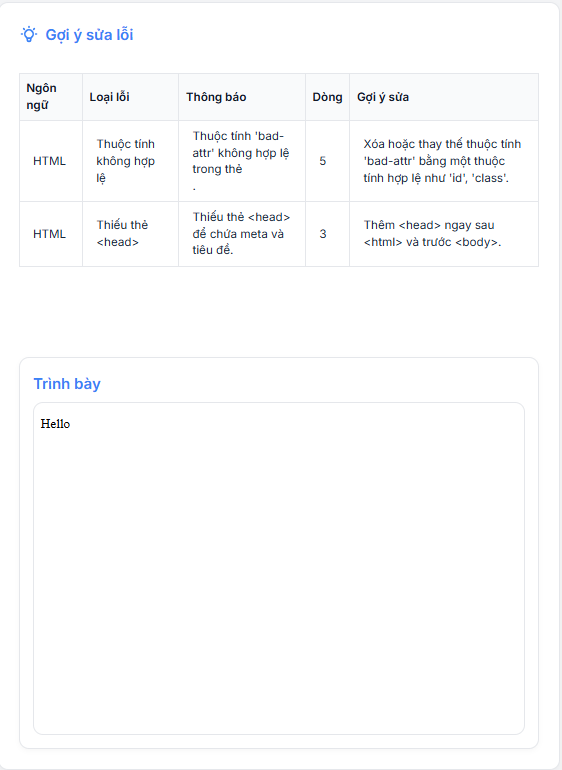 Gợi ý sửa lỗi
Ngôn
ngữ
Loại lỗi
Thông báo
Dòng
Gợi ý sửa
HTML
Thuộc tính
không hợp
lệ
Thuộc tính 'bad-
attr' không hợp lệ
trong thẻ
.
5
Xóa hoặc thay thế thuộc tính
'bad-attr' bằng một thuộc
tính hợp lệ như 'id', 'class'.
HTML
Thiếu thẻ
<head>
Thiếu thẻ <head>
để chứa meta và
tiêu đề.
3
Thêm <head> ngay sau
<html> và trước <body>.
Trình bày
Hello